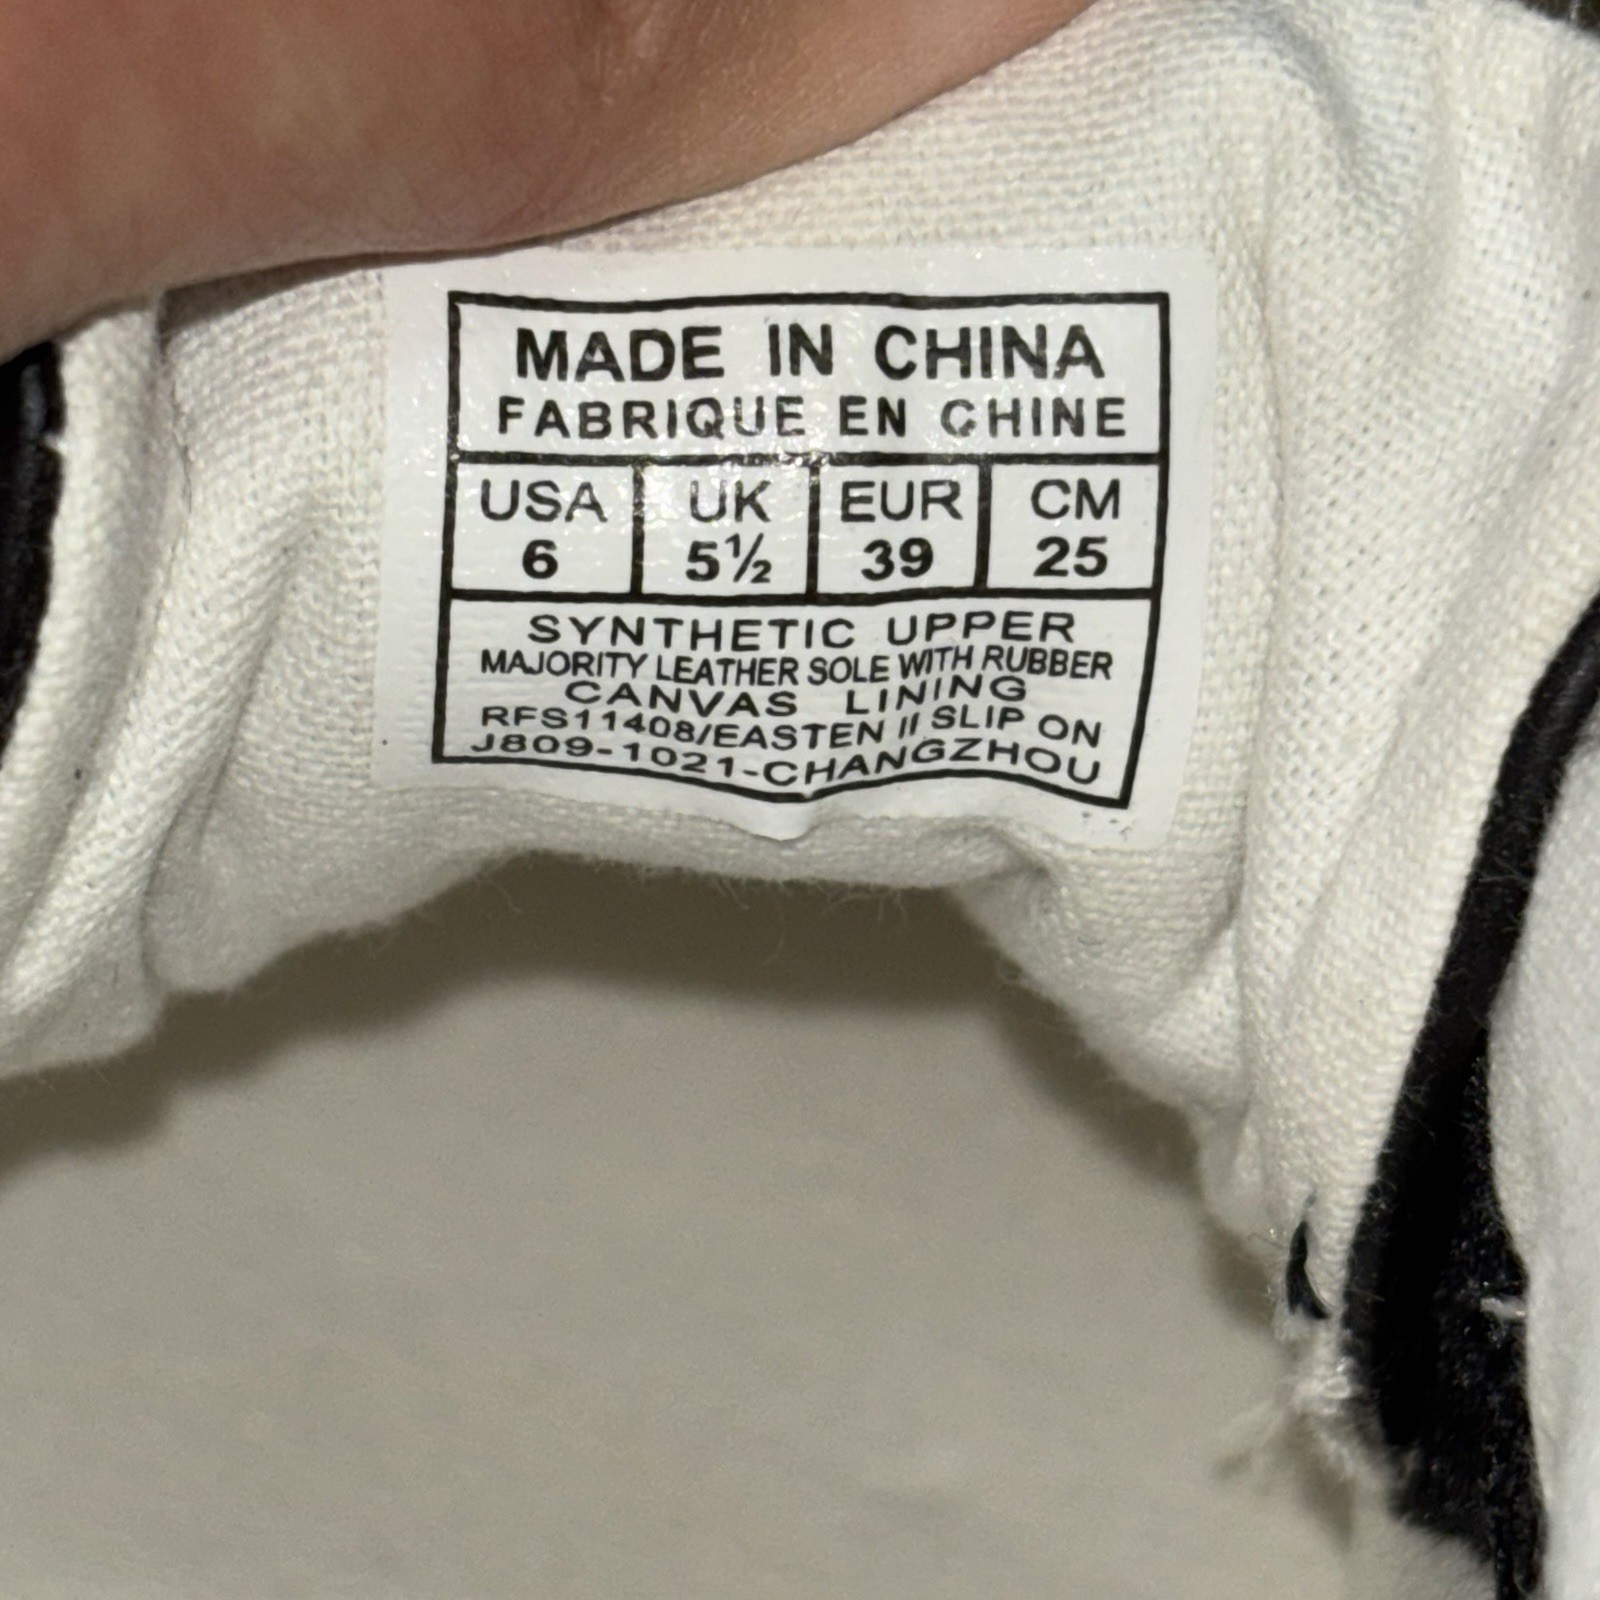 MADE IN CHINA
FABRIQUE EN CHINE
USA UK EUR CM
6 5½ 39 25
SYNTHETIC UPPER
MAJORITY LEATHER SOLE WITH RUBBER
CANVAS LINING
RFS11408/EASTEN II SLIP ON
J809-1021-CHANGZHOU